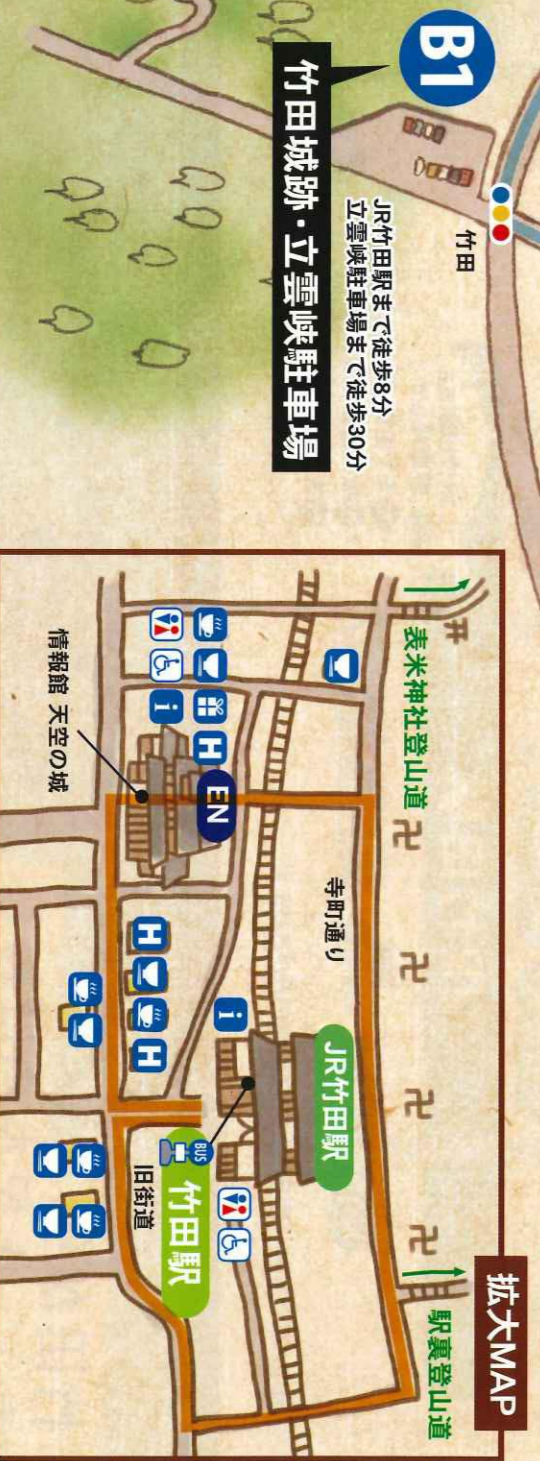 B1
竹田城跡・立雲峡駐車場
JR竹田駅まで徒歩8分
立雲峡駐車場まで徒歩30分
竹田
拡大MAP
表米神社登山道
駅裏登山道
卍
卍
卍
卍
寺町通り
JR竹田駅
EN
H
i
i
情報館 天空の城
H
H
BUS
竹田駅
旧街道